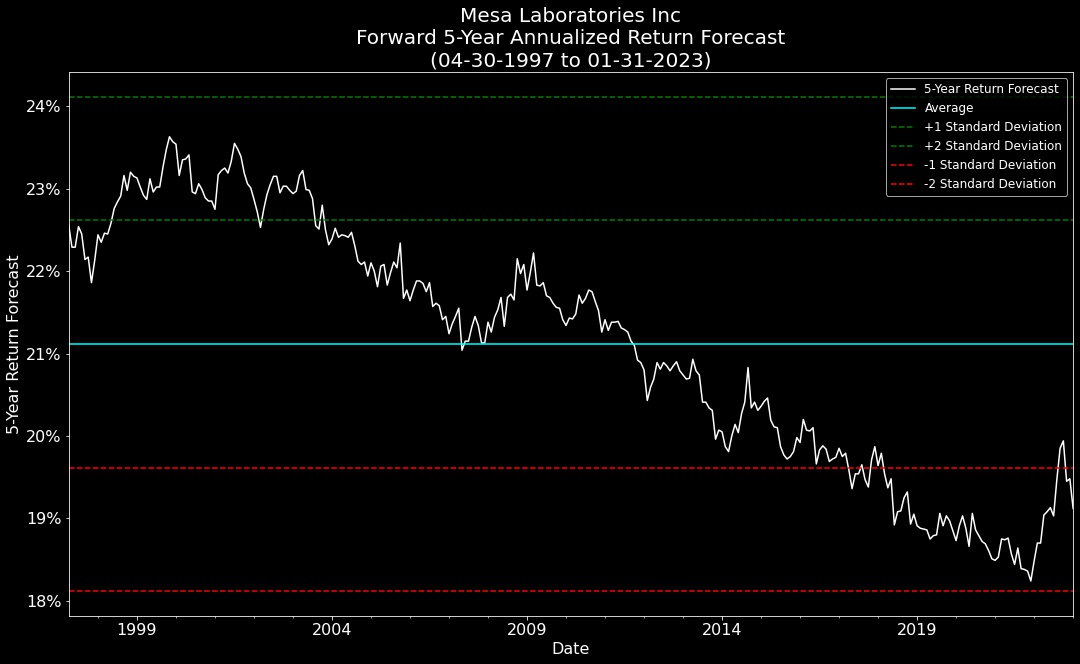 Mesa Laboratories Inc
Forward 5-Year Annualized Return Forecast
(04-30-1997 to 01-31-2023)
5-Year Return Forecast
Average
+1 Standard Deviation
+2 Standard Deviation
-1 Standard Deviation
-2 Standard Deviation
5-Year Return Forecast
24%
23%
22%
21%
20%
19%
18%
1999
2004
2009
2014
2019
Date